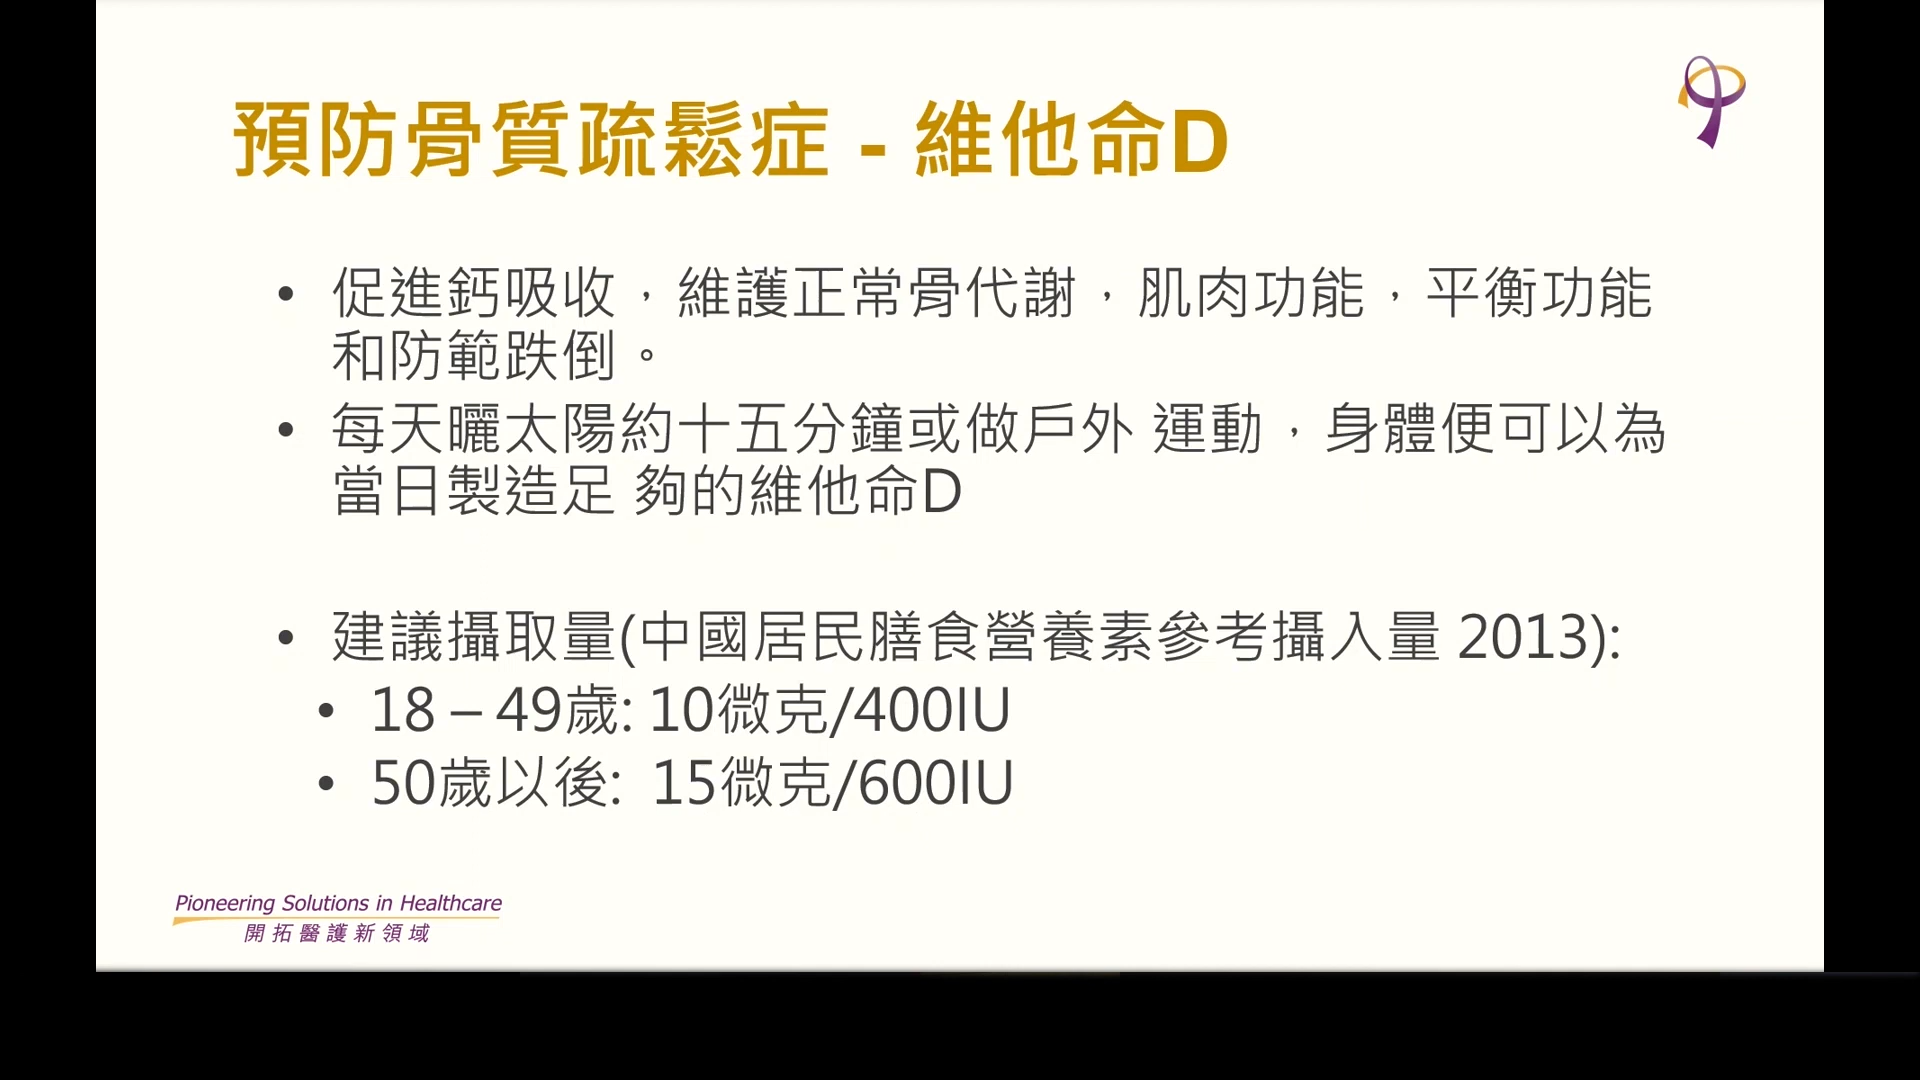 預防骨質疏鬆症 - 維他命D
• 促進鈣吸收，維護正常骨代謝，肌肉功能，平衡功能
和防範跌倒。
• 每天曬太陽約十五分鐘或做戶外 運動，身體便可以為
當日製造足 夠的維他命D
• 建議攝取量(中國居民膳食營養素參考攝入量 2013):
• 18 – 49歲: 10微克/400IU
• 50歲以後: 15微克/600IU
Pioneering Solutions in Healthcare
開拓醫護新領域